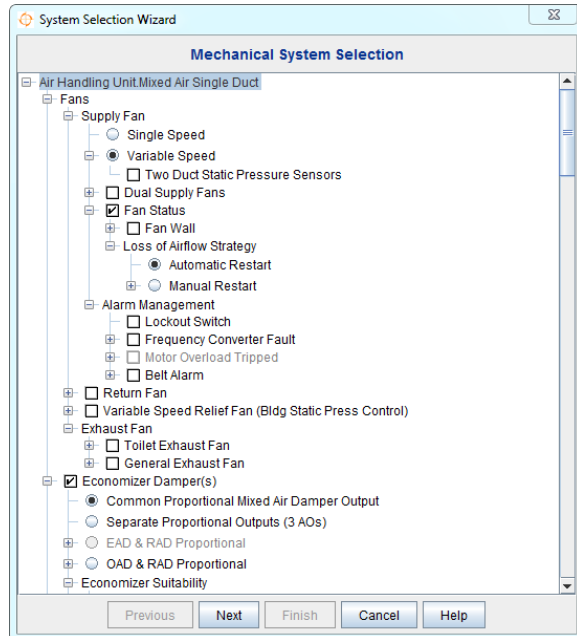 System Selection Wizard
Mechanical System Selection
Air Handling Unit.Mixed Air Single Duct
Fans
Supply Fan
Single Speed
Variable Speed
Two Duct Static Pressure Sensors
Dual Supply Fans
Fan Status
Fan Wall
Loss of Airflow Strategy
Automatic Restart
Manual Restart
Alarm Management
Lockout Switch
Frequency Converter Fault
Motor Overload Tripped
Belt Alarm
Return Fan
Variable Speed Relief Fan (Bldg Static Press Control)
Exhaust Fan
Toilet Exhaust Fan
General Exhaust Fan
Economizer Damper(s)
Common Proportional Mixed Air Damper Output
Separate Proportional Outputs (3 AOs)
EAD & RAD Proportional
OAD & RAD Proportional
Economizer Suitability
Previous Next Finish Cancel Help